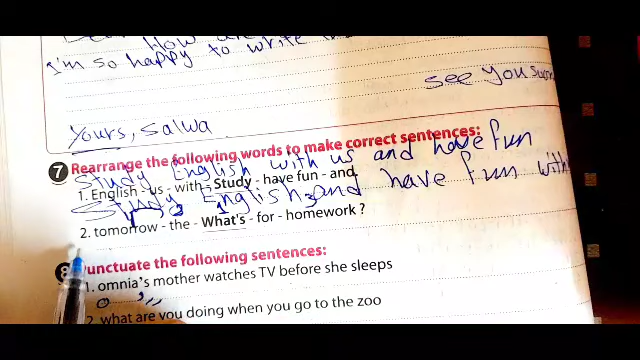 How are
I'm so happy to write
see you
yours, Salwa
7 Rearrange the following words to make correct sentences:
Study English with us and have fun
1. English - us - with - Study - have fun - and
Study English and have fun with
2. tomorrow - the - What's - for - homework ?
8 Punctuate the following sentences:
1. omnia's mother watches TV before she sleeps
2. what are you doing when you go to the zoo